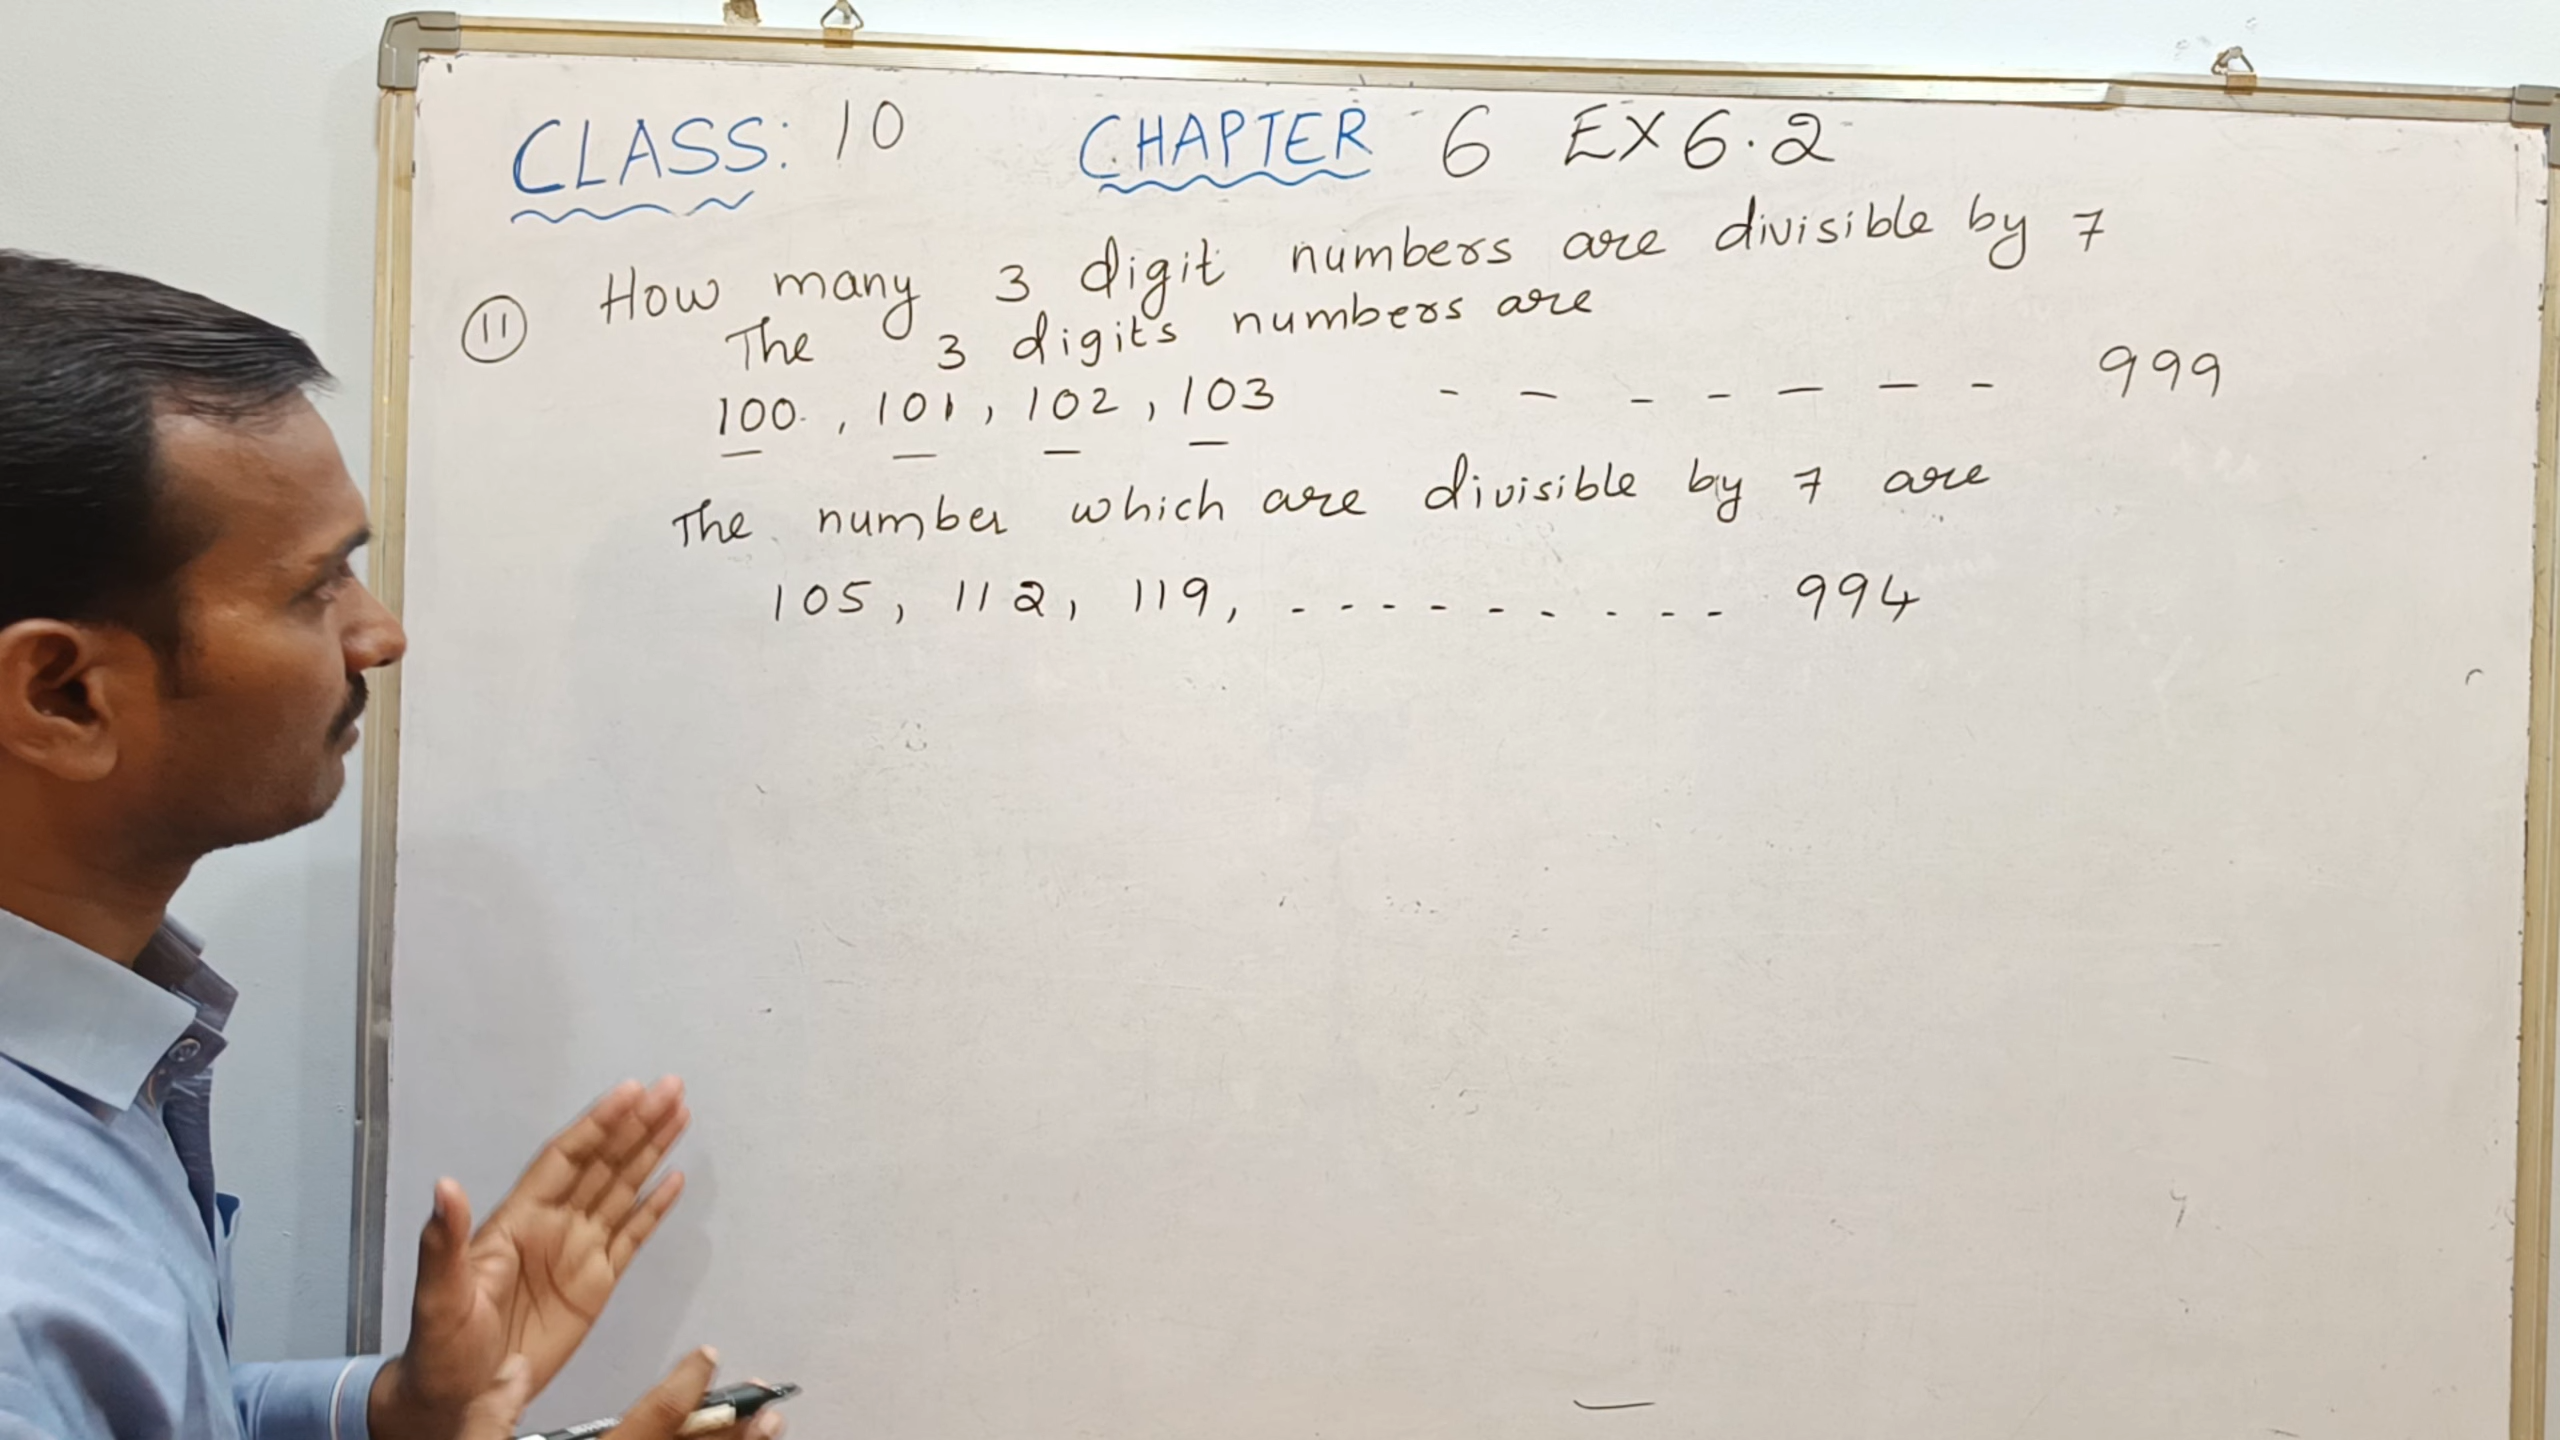 CLASS: 10 CHAPTER 6 EX 6.2
11 How many 3 digit numbers are divisible by 7
The 3 digits numbers are
100, 101, 102, 103 - - - - - - - 999
The number which are divisible by 7 are
105, 112, 119, - - - - - - - - - 994